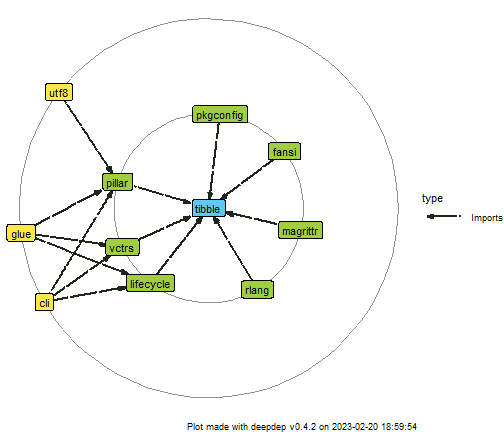 utf8
pkgconfig
fansi
pillar
type
tibble
Imports
glue
magrittr
vctrs
lifecycle
rlang
cli
Plot made with deepdep v0.4.2 on 2023-02-20 18:59:54